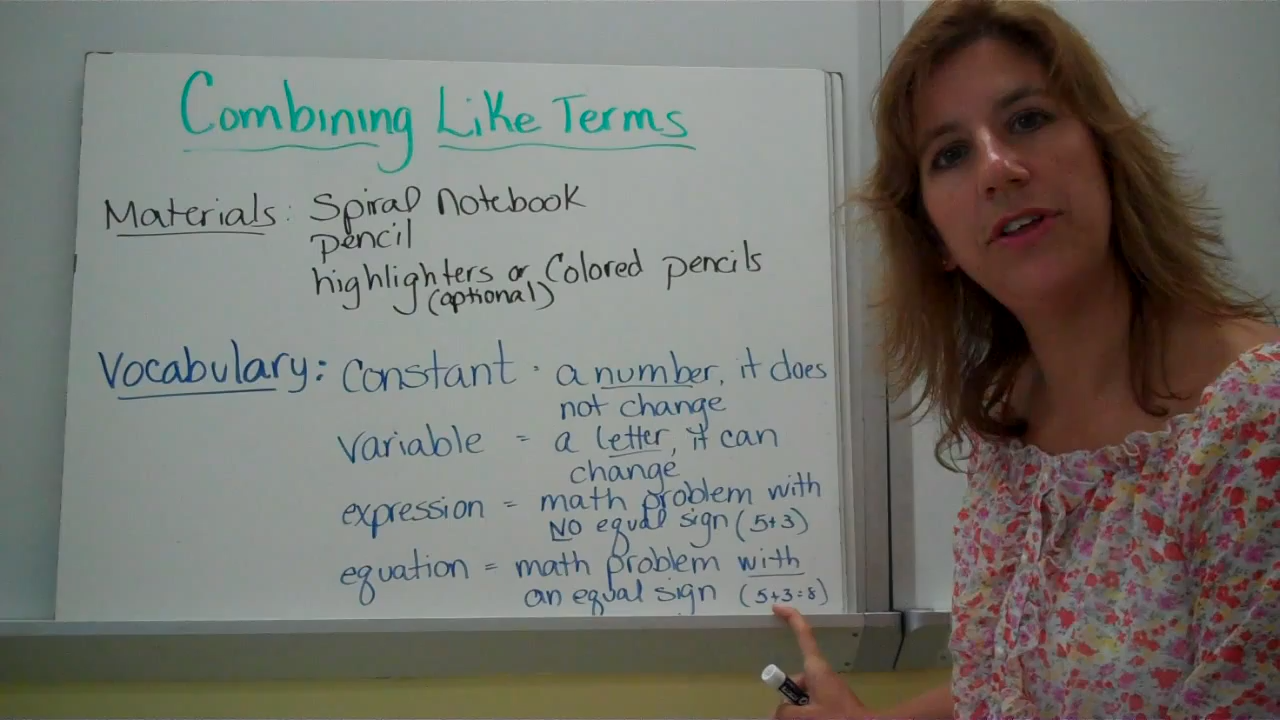 Combining Like Terms
Materials: Spiral notebook
pencil
highlighters or Colored pencils
(optional)
Vocabulary: Constant · a number, it does
not change
variable = a letter, it can
change
expression = math problem with
NO equal sign (5+3)
equation = math problem with
an equal sign (5+3=8)